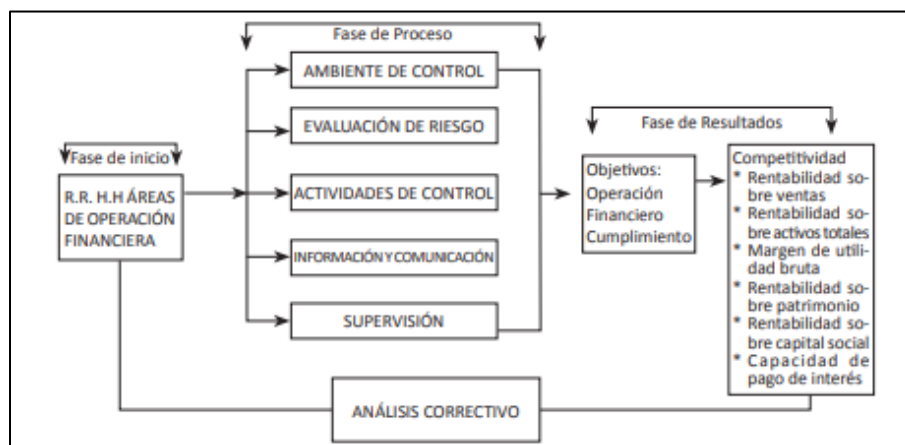 Fase de Proceso
AMBIENTE DE CONTROL
EVALUACIÓN DE RIESGO
ACTIVIDADES DE CONTROL
INFORMACIÓN Y COMUNICACIÓN
SUPERVISIÓN
Fase de inicio
R.R. H.H ÁREAS
DE OPERACIÓN
FINANCIERA
Fase de Resultados
Objetivos:
Operación
Financiero
Cumplimiento
Competitividad
* Rentabilidad so-
bre ventas
* Rentabilidad so-
bre activos totales
* Margen de utili-
dad bruta
* Rentabilidad so-
bre patrimonio
* Rentabilidad so-
bre capital social
* Capacidad de
pago de interés
ANÁLISIS CORRECTIVO